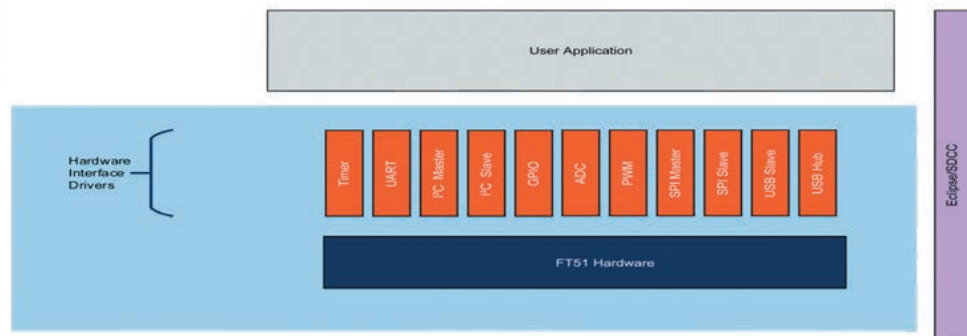 User Application
Hardware
Interface
Drivers
Timer
UART
I²C Master
I²C Slave
GPIO
ADC
PWM
SPI Master
SPI Slave
USB Slave
USB Hub
FT51 Hardware
Eclipse/SDCC